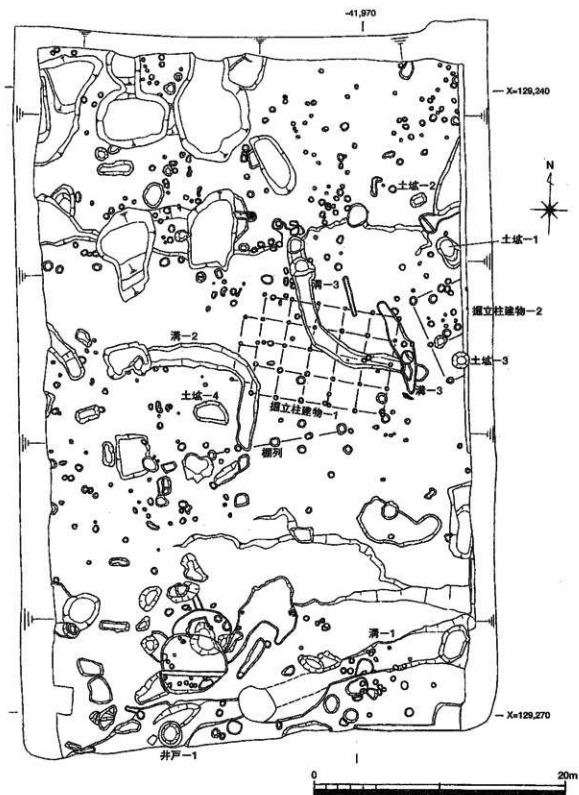 -41,970
X=129,240
N
土坑-2
土坑-1
溝-3
掘立柱建物-2
溝-2
土坑-3
土坑-4
溝-3
掘立柱建物-1
柵列
溝-1
X=129,270
井戸-1
0 20m